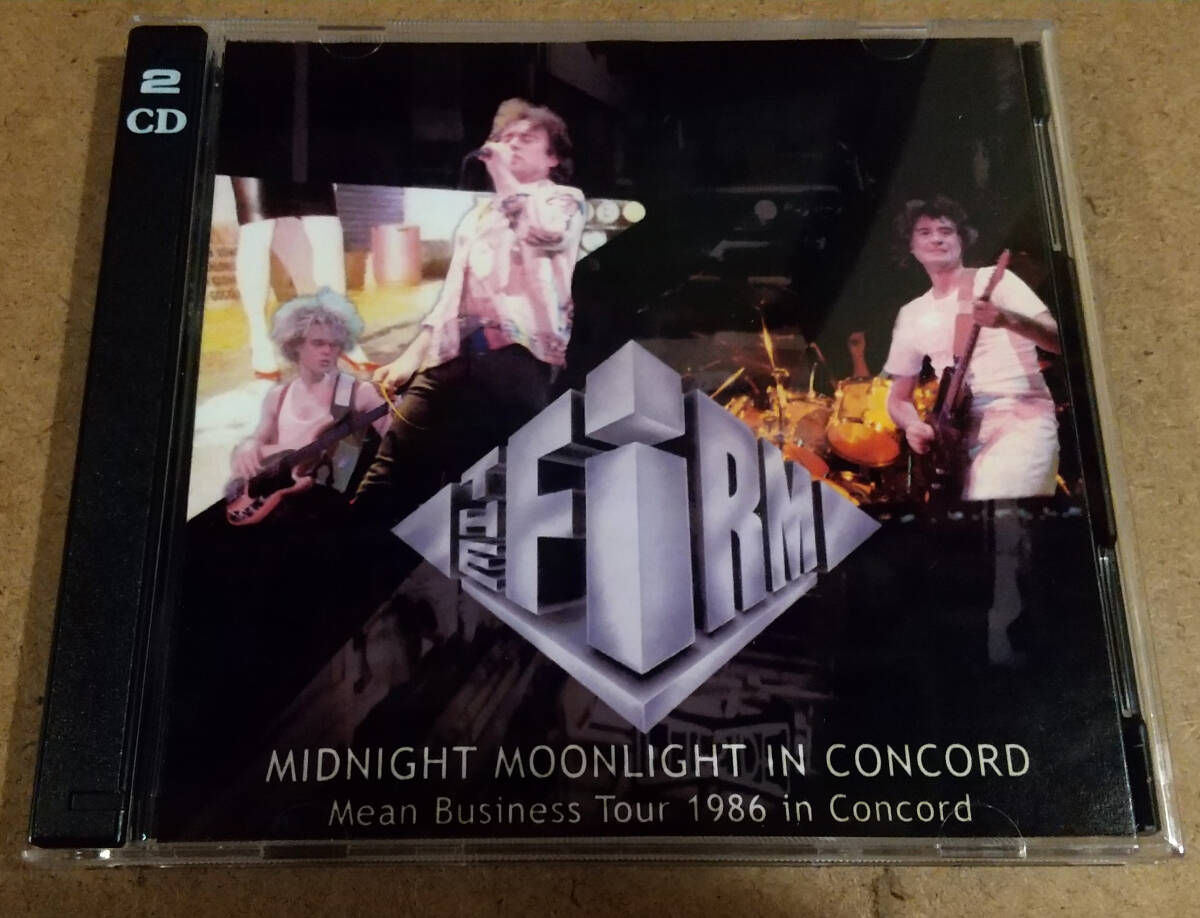 2
CD
THE FiRM
MIDNIGHT MOONLIGHT IN CONCORD
Mean Business Tour 1986 in Concord